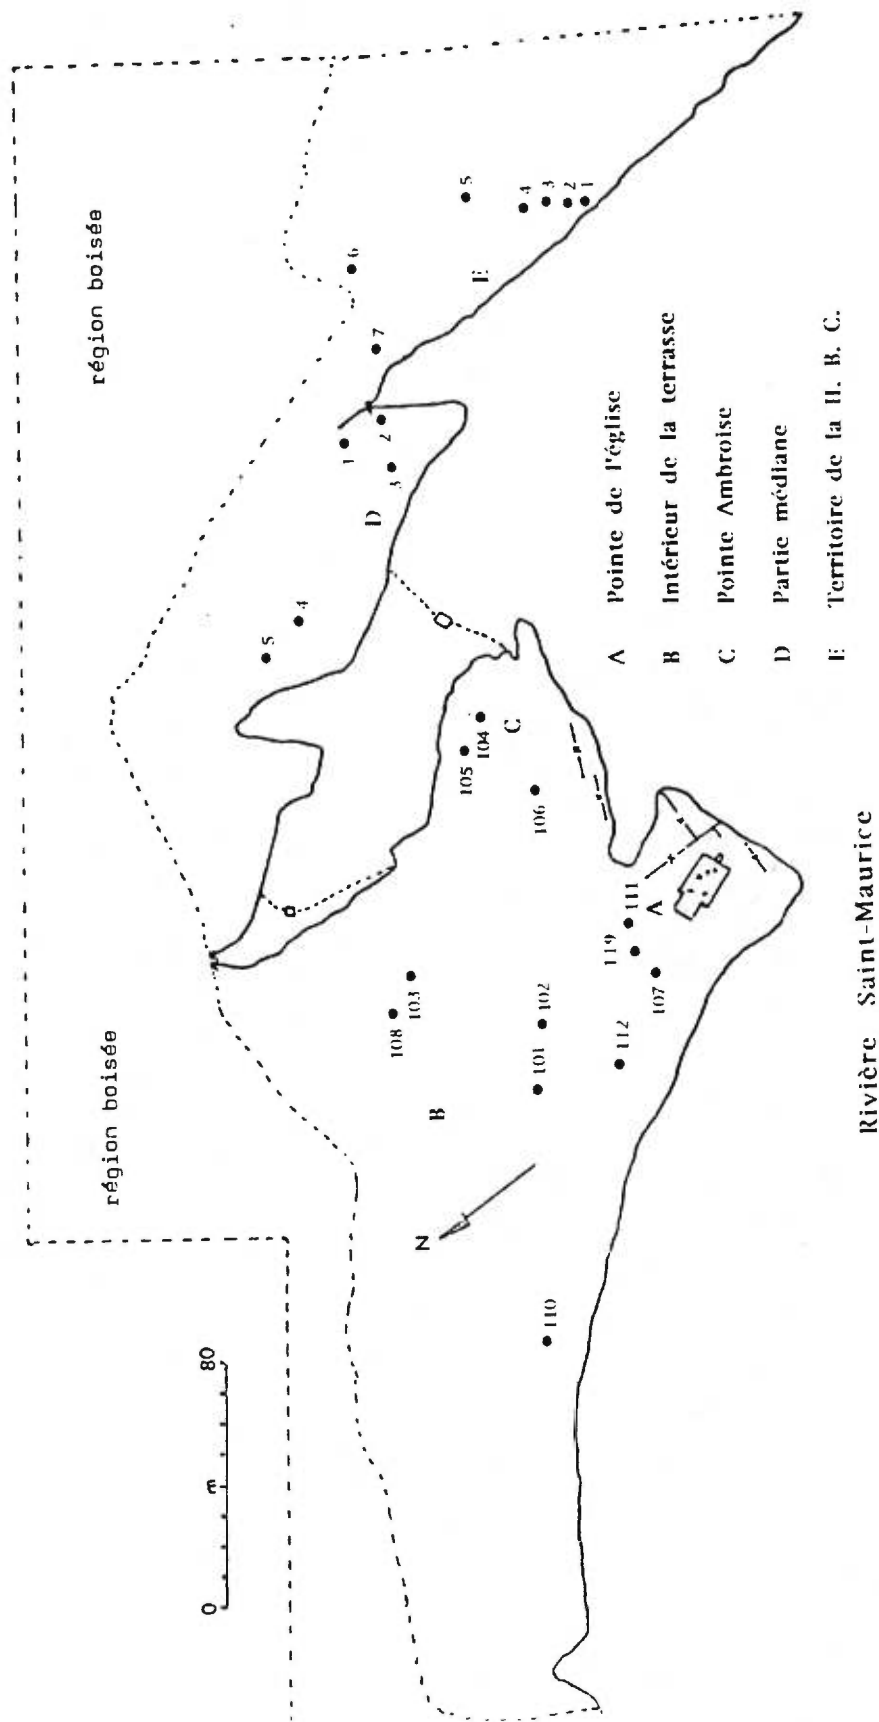 région boisée
région boisée
0 m 80
N
5
4
1
2
3
D
7
6
E
5
4
3
2
1
108
103
B
101
102
105
104
C
106
110
112
119
111
107
A
A Pointe de l'église
B Intérieur de la terrasse
C Pointe Ambroise
D Partie médiane
E Territoire de la H. B. C.
Rivière Saint-Maurice